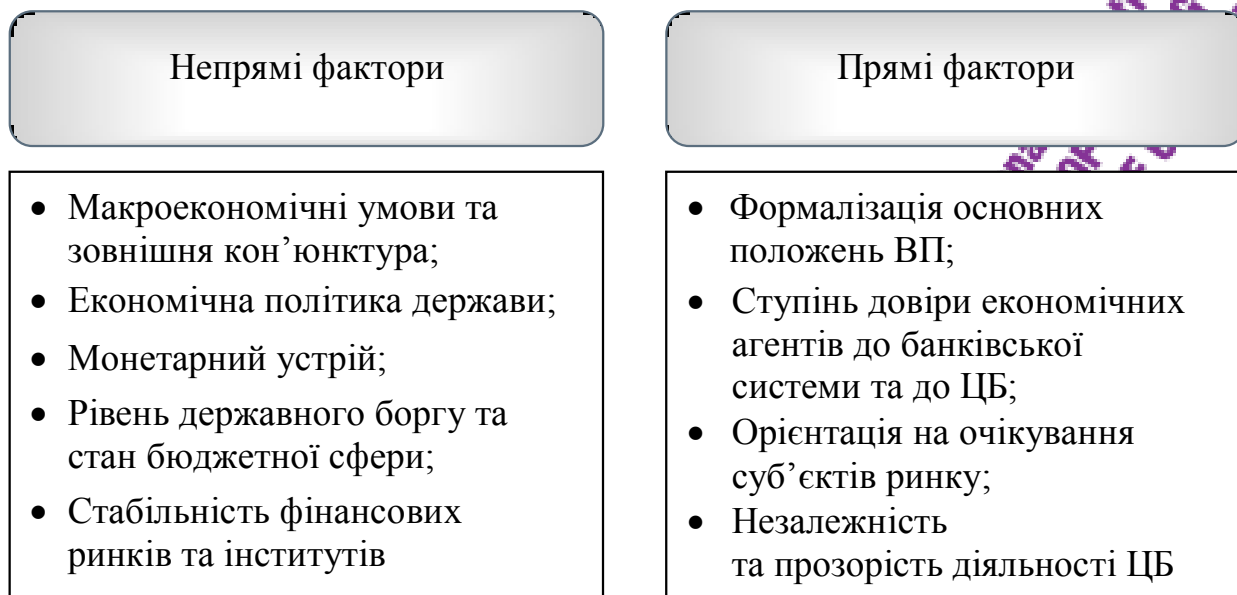 Непрямі фактори
• Макроекономічні умови та
зовнішня кон’юнктура;
• Економічна політика держави;
• Монетарний устрій;
• Рівень державного боргу та
стан бюджетної сфери;
• Стабільність фінансових
ринків та інститутів
Прямі фактори
• Формалізація основних
положень ВП;
• Ступінь довіри економічних
агентів до банківської
системи та до ЦБ;
• Орієнтація на очікування
суб’єктів ринку;
• Незалежність
та прозорість діяльності ЦБ